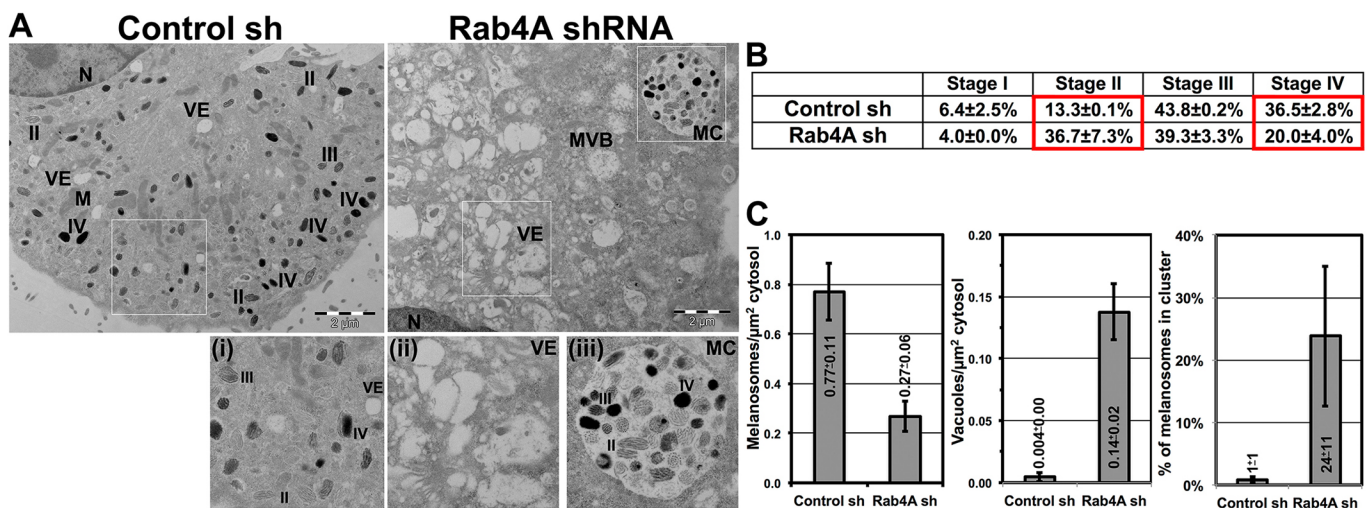 A
Control sh
Rab4A shRNA
N
II
VE
II
III
VE
M
IV
IV
IV
IV
II
2 µm
MVB
MC
VE
N
2 µm
(i)
III
VE
IV
II
(ii)
VE
(iii)
MC
IV
III
II
B
Stage I Stage II Stage III Stage IV
Control sh 6.4±2.5% 13.3±0.1% 43.8±0.2% 36.5±2.8%
Rab4A sh 4.0±0.0% 36.7±7.3% 39.3±3.3% 20.0±4.0%
C
Melanosomes/µm² cytosol
1.0
0.8
0.6
0.4
0.2
0.0
0.77±0.11
0.27±0.06
Control sh Rab4A sh
Vacuoles/µm² cytosol
0.20
0.15
0.10
0.05
0.00
0.004±0.00
0.14±0.02
Control sh Rab4A sh
% of melanosomes in cluster
40%
30%
20%
10%
0%
1±1
24±11
Control sh Rab4A sh